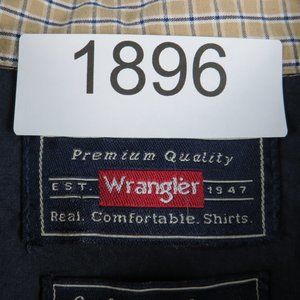 1896
Premium Quality
EST. Wrangler 1947
Real. Comfortable. Shirts.